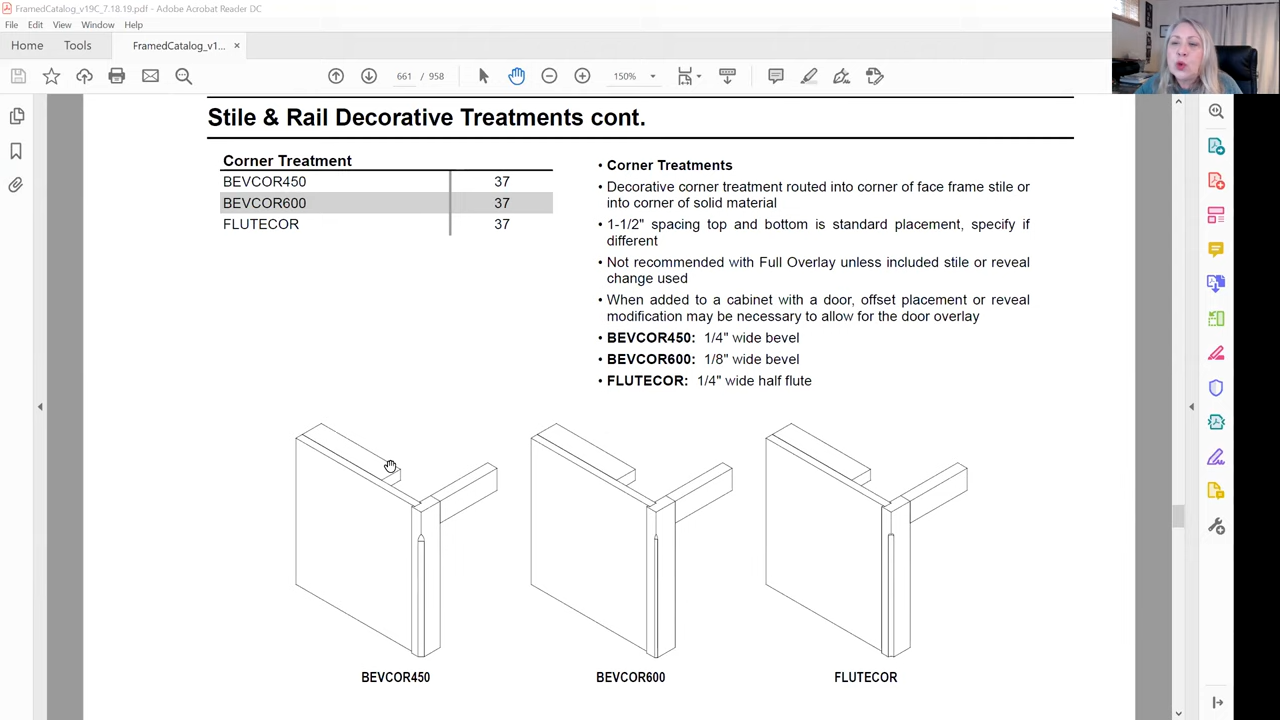 FramedCatalog_v19C_7.18.19.pdf - Adobe Acrobat Reader DC
File Edit View Window Help
Home Tools FramedCatalog_v1... ×
661 / 958 150%
Stile & Rail Decorative Treatments cont.
Corner Treatment
BEVCOR450 37
BEVCOR600 37
FLUTECOR 37
• Corner Treatments
• Decorative corner treatment routed into corner of face frame stile or
into corner of solid material
• 1-1/2" spacing top and bottom is standard placement, specify if
different
• Not recommended with Full Overlay unless included stile or reveal
change used
• When added to a cabinet with a door, offset placement or reveal
modification may be necessary to allow for the door overlay
• BEVCOR450: 1/4" wide bevel
• BEVCOR600: 1/8" wide bevel
• FLUTECOR: 1/4" wide half flute
BEVCOR450 BEVCOR600 FLUTECOR